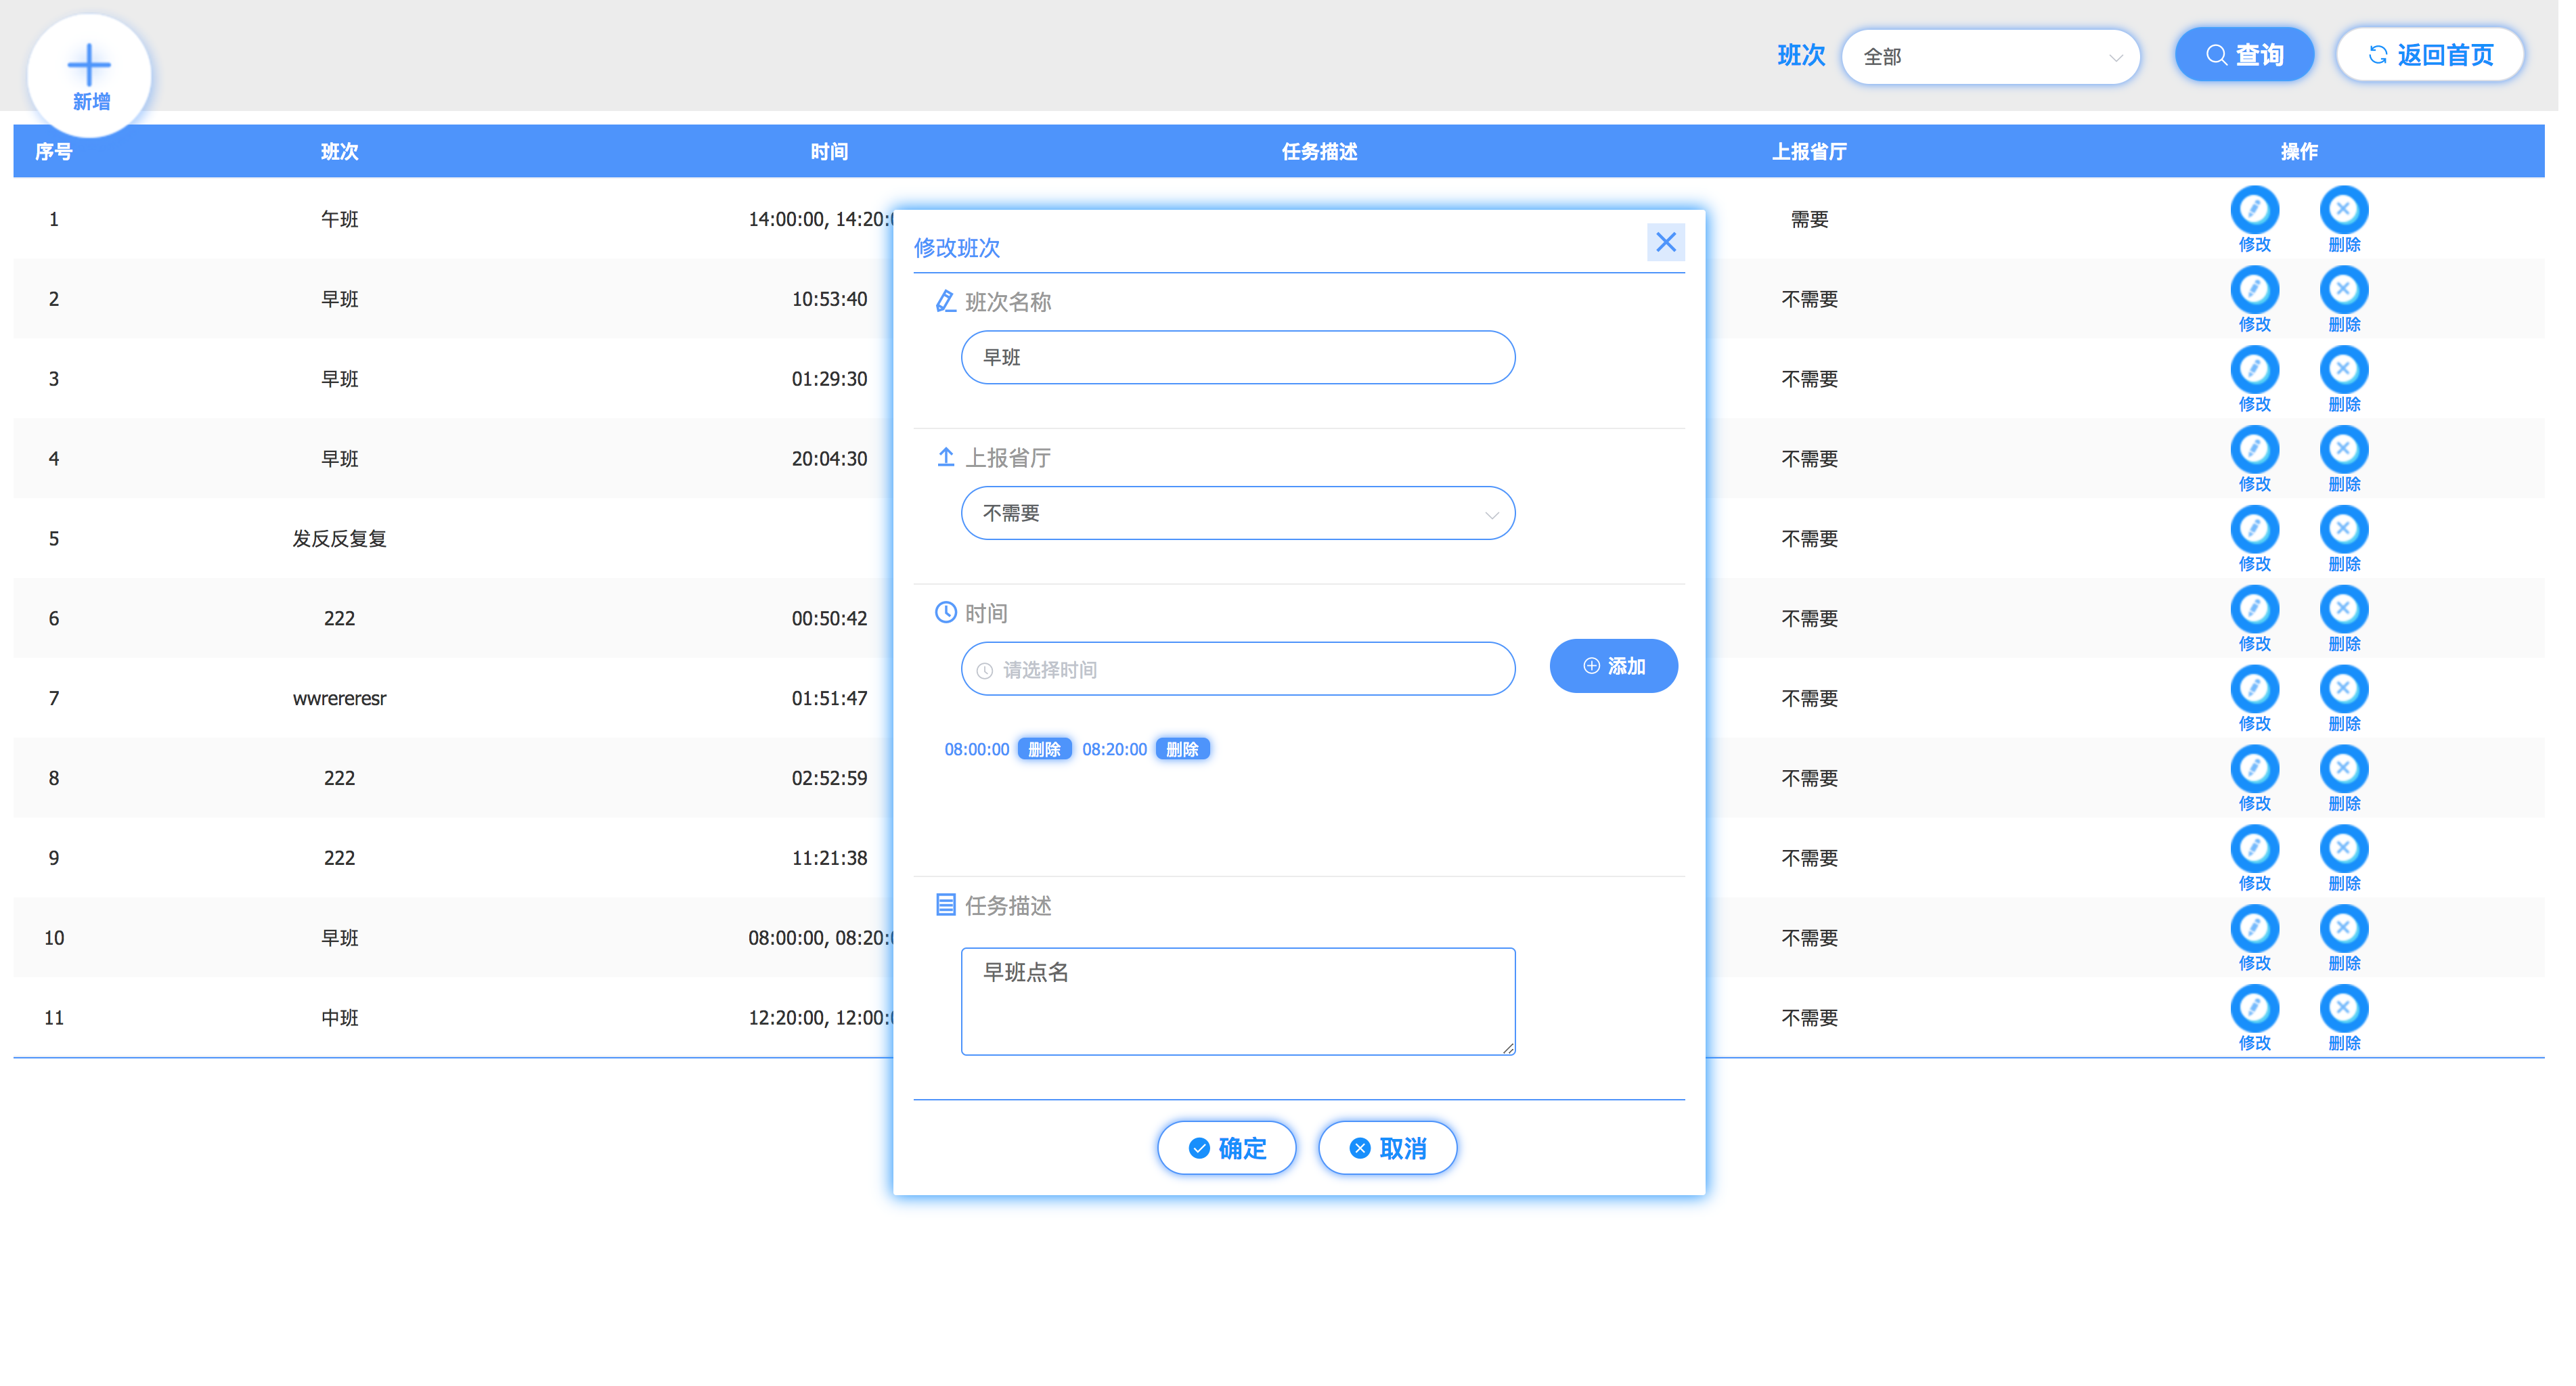 新增
班次 全部 查询 返回首页
序号 班次 时间 任务描述 上报省厅 操作
1 午班 14:00:00, 14:20: 需要 修改 删除
2 早班 10:53:40 不需要 修改 删除
3 早班 01:29:30 不需要 修改 删除
4 早班 20:04:30 不需要 修改 删除
5 发反反复复 不需要 修改 删除
6 222 00:50:42 不需要 修改 删除
7 wwrereresr 01:51:47 不需要 修改 删除
8 222 02:52:59 不需要 修改 删除
9 222 11:21:38 不需要 修改 删除
10 早班 08:00:00, 08:20: 不需要 修改 删除
11 中班 12:20:00, 12:00: 不需要 修改 删除
修改班次
班次名称
早班
上报省厅
不需要
时间
请选择时间 添加
08:00:00 删除 08:20:00 删除
任务描述
早班点名
确定 取消